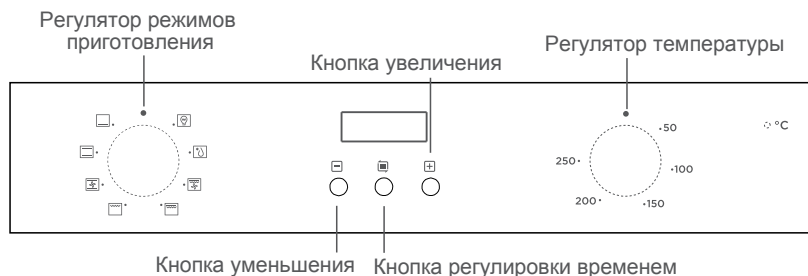 Регулятор режимов
приготовления
Кнопка увеличения
Регулятор температуры
50
°C
250
100
200
150
Кнопка уменьшения
Кнопка регулировки временем